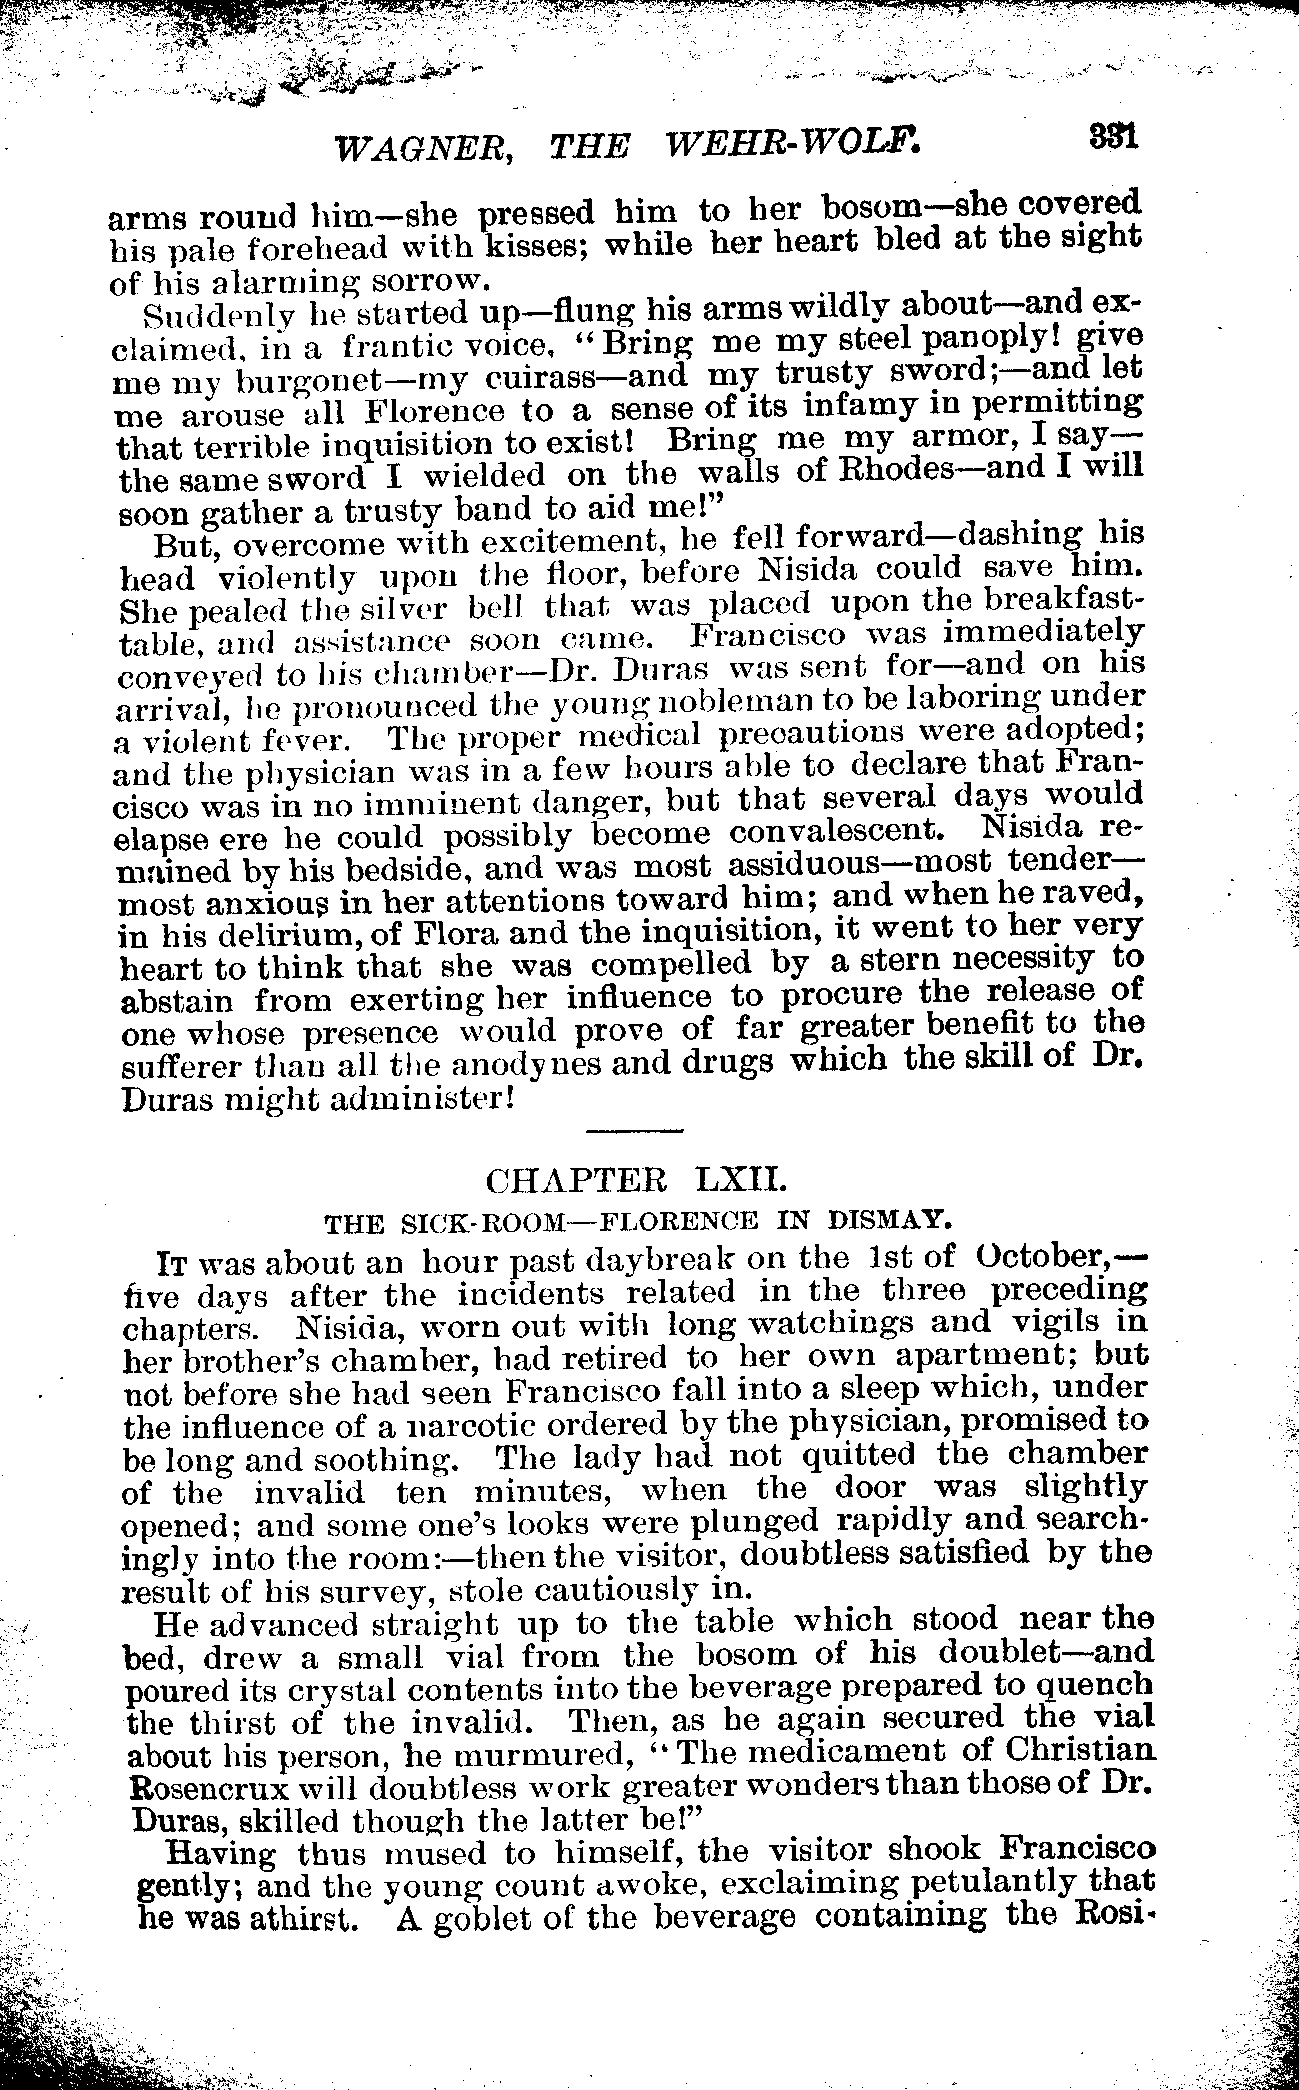 WAGNER, THE WEHR-WOLF. 331
arms round him—she pressed him to her bosom—she covered
his pale forehead with kisses; while her heart bled at the sight
of his alarming sorrow.
Suddenly he started up—flung his arms wildly about—and ex-
claimed, in a frantic voice, “Bring me my steel panoply! give
me my burgonet—my cuirass—and my trusty sword;—and let
me arouse all Florence to a sense of its infamy in permitting
that terrible inquisition to exist! Bring me my armor, I say—
the same sword I wielded on the walls of Rhodes—and I will
soon gather a trusty band to aid me!”
But, overcome with excitement, he fell forward—dashing his
head violently upon the floor, before Nisida could save him.
She pealed the silver bell that was placed upon the breakfast-
table, and assistance soon came. Francisco was immediately
conveyed to his chamber—Dr. Duras was sent for—and on his
arrival, he pronounced the young nobleman to be laboring under
a violent fever. The proper medical precautions were adopted;
and the physician was in a few hours able to declare that Fran-
cisco was in no imminent danger, but that several days would
elapse ere he could possibly become convalescent. Nisida re-
mained by his bedside, and was most assiduous—most tender—
most anxious in her attentions toward him; and when he raved,
in his delirium, of Flora and the inquisition, it went to her very
heart to think that she was compelled by a stern necessity to
abstain from exerting her influence to procure the release of
one whose presence would prove of far greater benefit to the
sufferer than all the anodynes and drugs which the skill of Dr.
Duras might administer!
CHAPTER LXII.
THE SICK-ROOM—FLORENCE IN DISMAY.
IT was about an hour past daybreak on the 1st of October,—
five days after the incidents related in the three preceding
chapters. Nisida, worn out with long watchings and vigils in
her brother’s chamber, had retired to her own apartment; but
not before she had seen Francisco fall into a sleep which, under
the influence of a narcotic ordered by the physician, promised to
be long and soothing. The lady had not quitted the chamber
of the invalid ten minutes, when the door was slightly
opened; and some one’s looks were plunged rapidly and search-
ingly into the room:—then the visitor, doubtless satisfied by the
result of his survey, stole cautiously in.
He advanced straight up to the table which stood near the
bed, drew a small vial from the bosom of his doublet—and
poured its crystal contents into the beverage prepared to quench
the thirst of the invalid. Then, as he again secured the vial
about his person, he murmured, “The medicament of Christian
Rosencrux will doubtless work greater wonders than those of Dr.
Duras, skilled though the latter be!”
Having thus mused to himself, the visitor shook Francisco
gently; and the young count awoke, exclaiming petulantly that
he was athirst. A goblet of the beverage containing the Rosi-